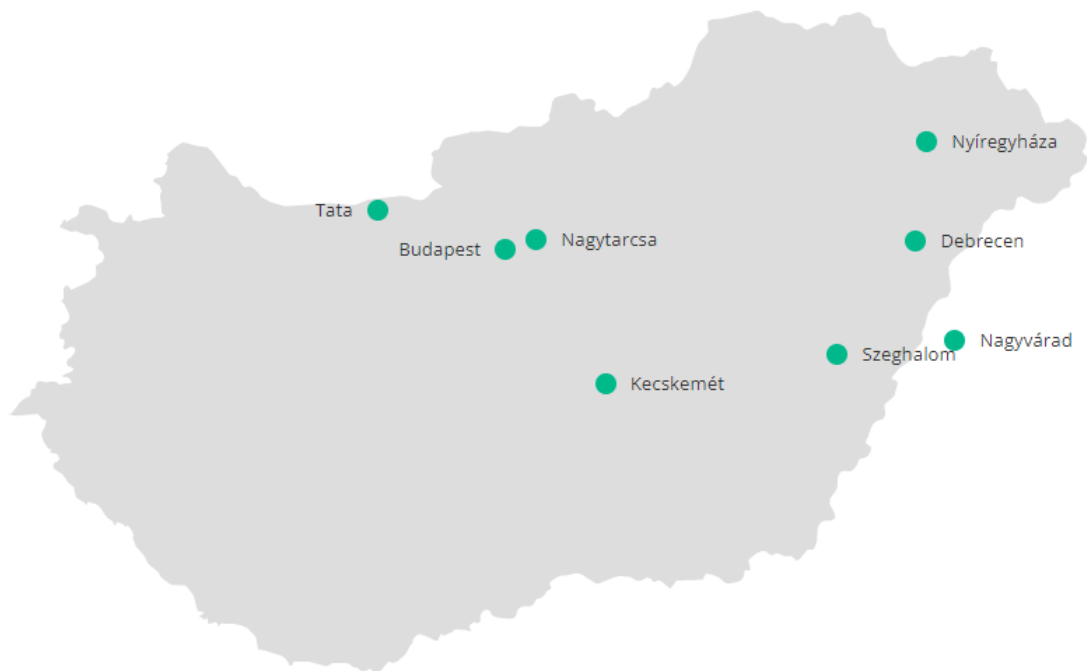 Nyíregyháza
Tata
Budapest
Nagytarcsa
Debrecen
Nagyvárad
Szeghalom
Kecskemét